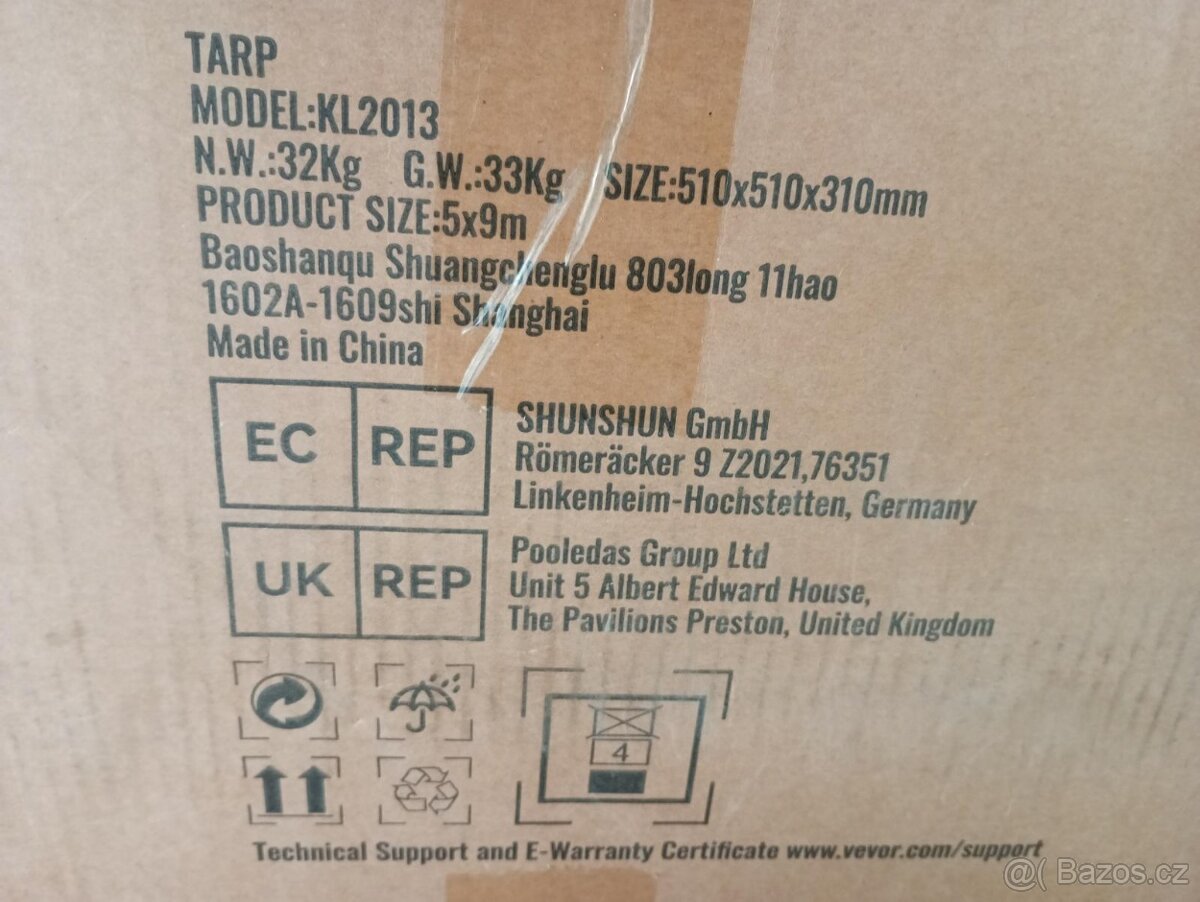 TARP
MODEL:KL2013
N.W.:32Kg G.W.:33Kg SIZE:510x510x310mm
PRODUCT SIZE:5x9m
Baoshanqu Shuangchenglu 803long 11hao
1602A-1609shi Shanghai
Made in China
EC REP
SHUNSHUN GmbH
Römeräcker 9 Z2021,76351
Linkenheim-Hochstetten, Germany
UK REP
Pooledas Group Ltd
Unit 5 Albert Edward House,
The Pavilions Preston, United Kingdom
4
Technical Support and E-Warranty Certificate www.vevor.com/support
@( Bazos.cz